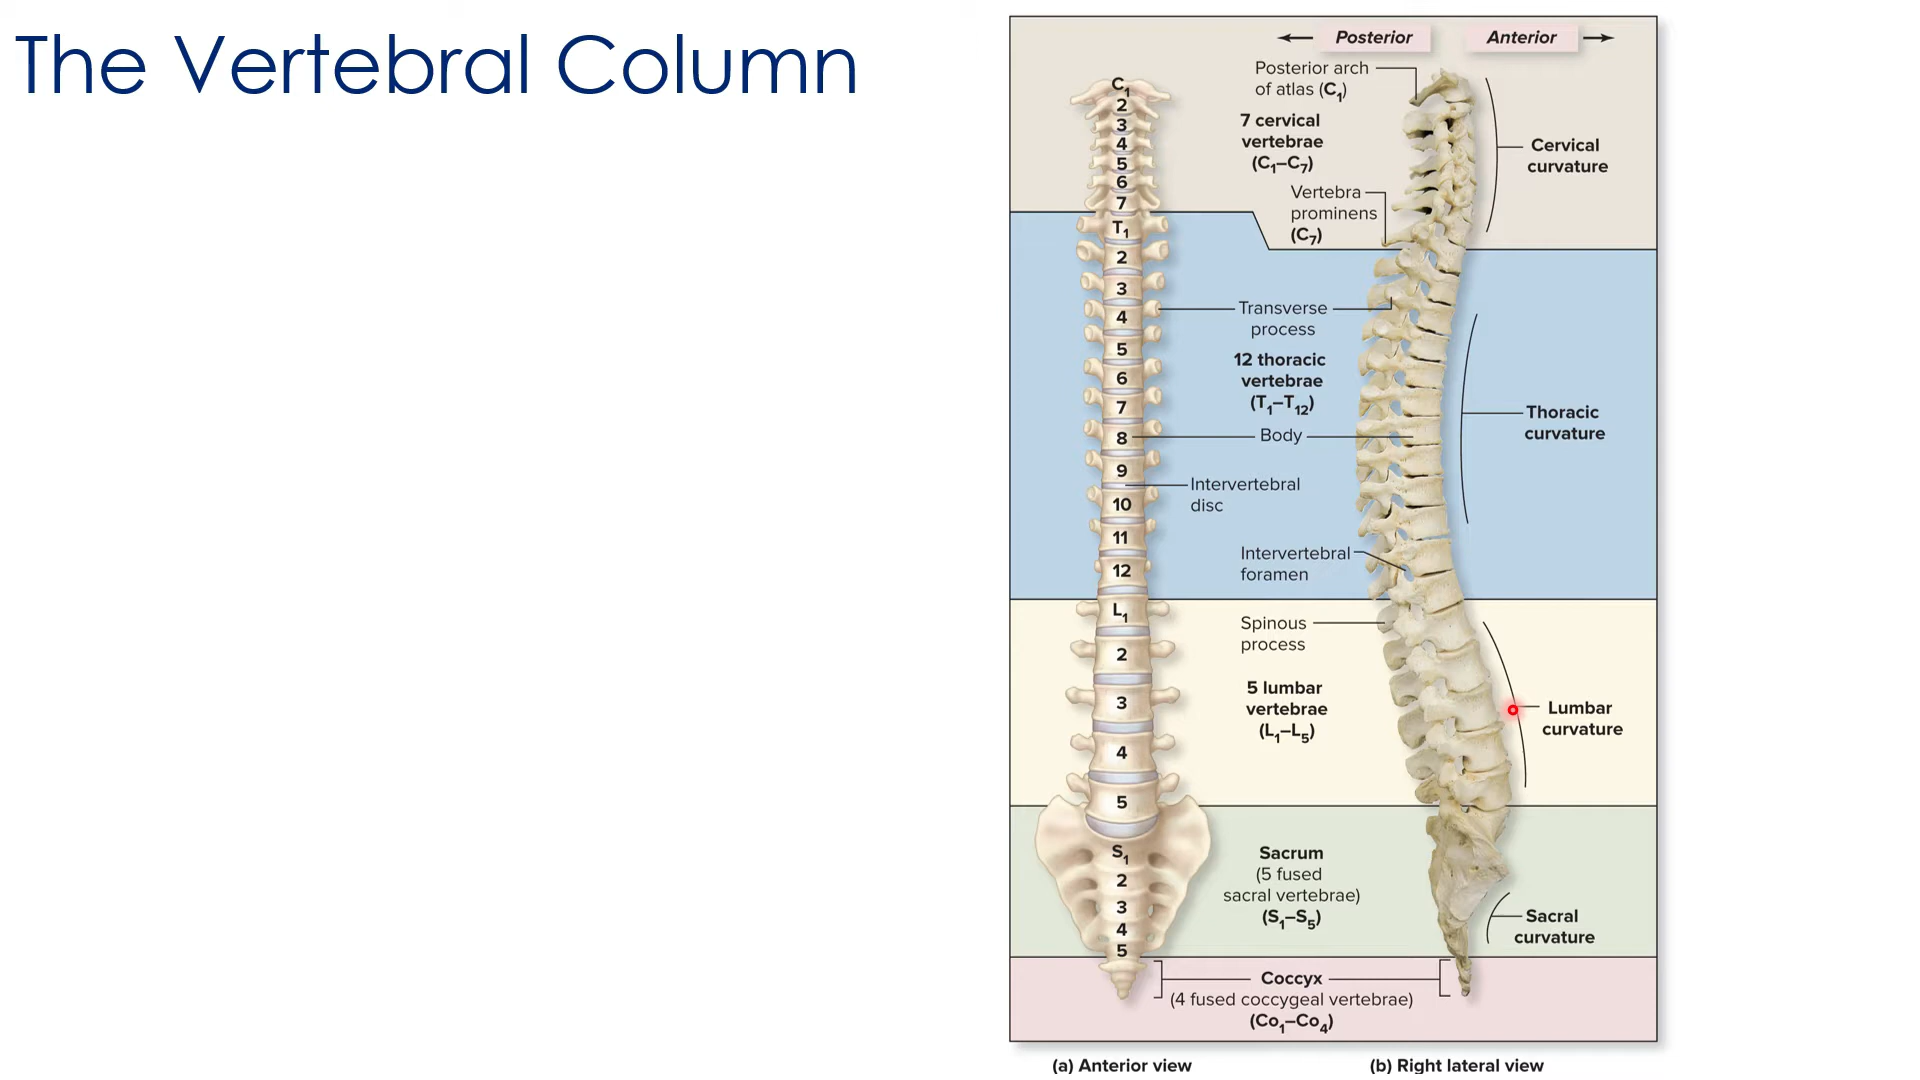 The Vertebral Column
Posterior
Anterior
Posterior arch
of atlas (C₁)
7 cervical
vertebrae
(C₁–C₇)
Vertebra
prominens
(C₇)
Cervical
curvature
C₁
2
3
4
5
6
7
T₁
2
3
4
5
6
7
8
9
10
11
12
L₁
2
3
4
5
S₁
2
3
4
5
Transverse
process
12 thoracic
vertebrae
(T₁–T₁₂)
Body
Intervertebral
disc
Intervertebral
foramen
Thoracic
curvature
Spinous
process
5 lumbar
vertebrae
(L₁–L₅)
Lumbar
curvature
Sacrum
(5 fused
sacral vertebrae)
(S₁–S₅)
Sacral
curvature
Coccyx
(4 fused coccygeal vertebrae)
(Co₁–Co₄)
(a) Anterior view
(b) Right lateral view